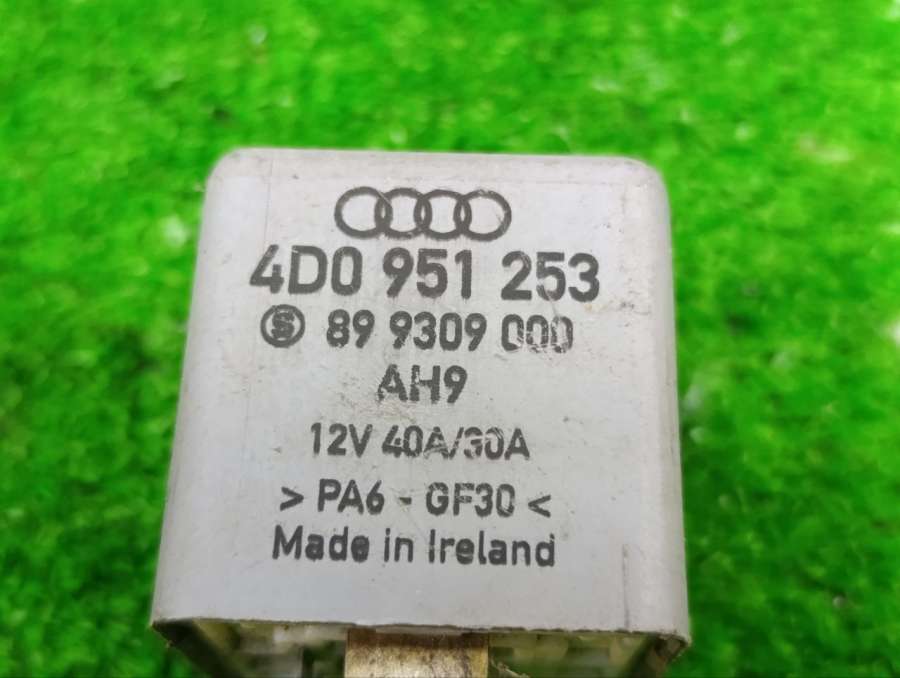 4D0 951 253
S 89 9309 000
AH9
12V 40A/30A
> PA6 - GF30 <
Made in Ireland